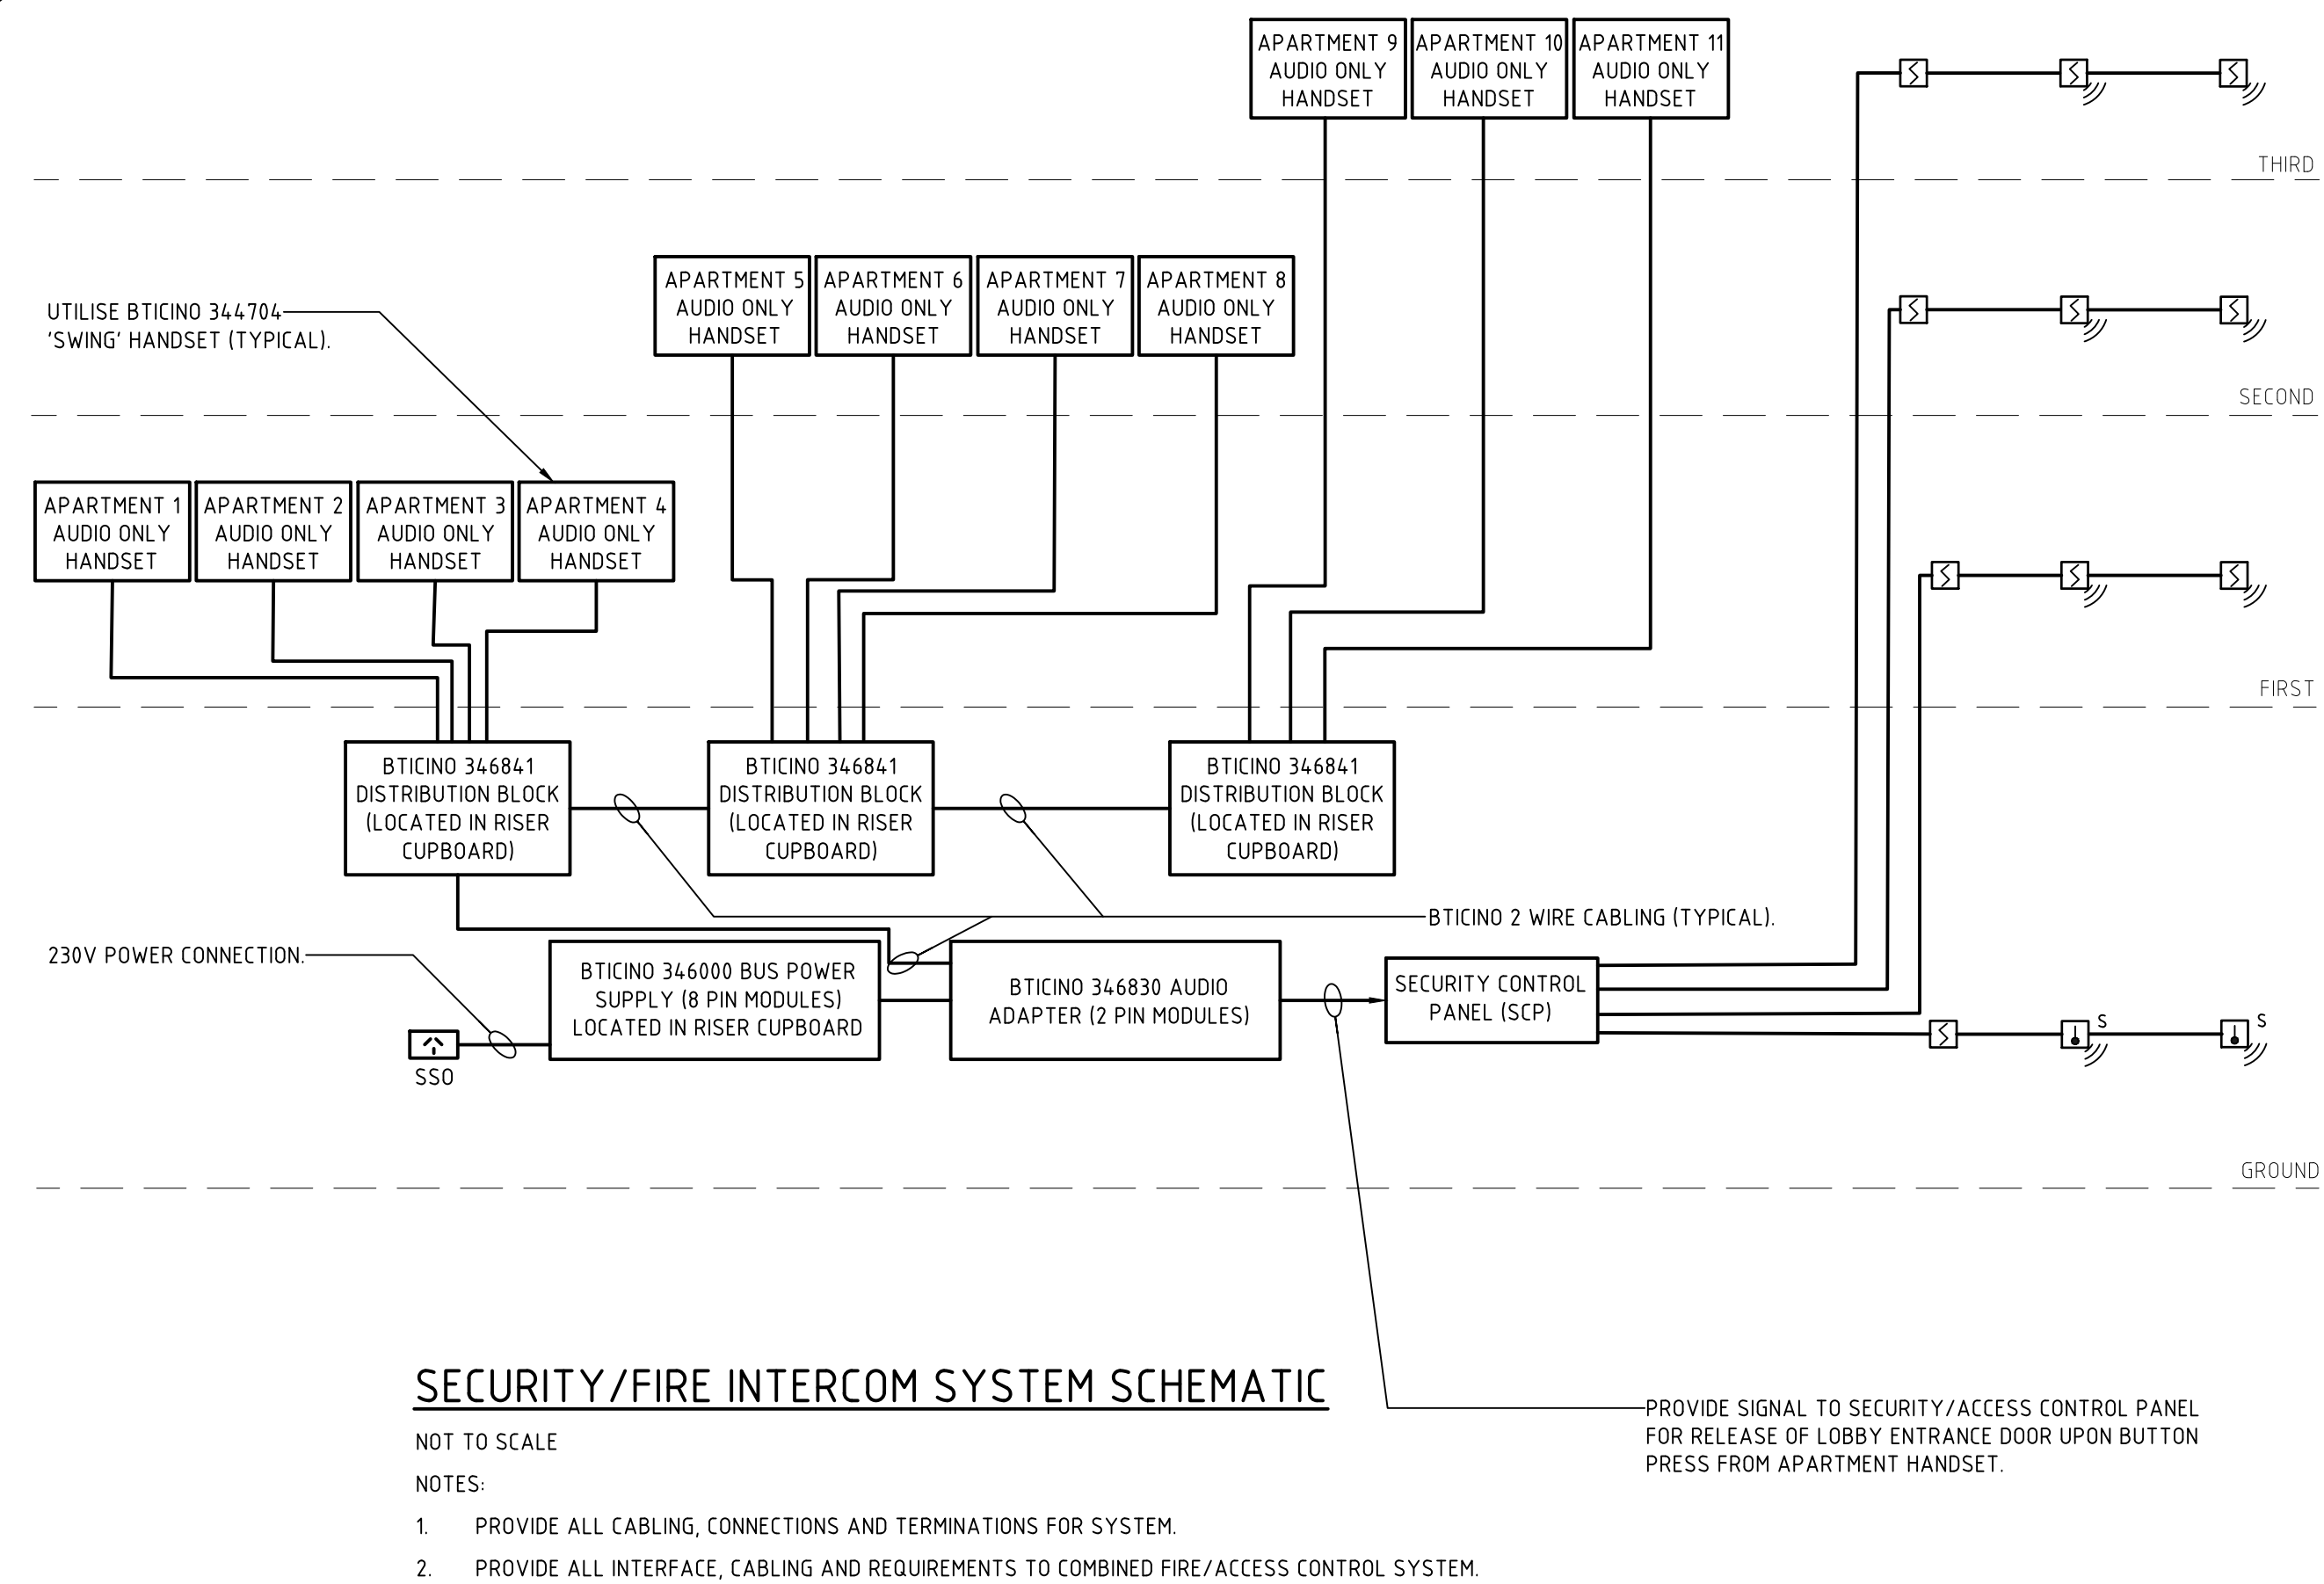 APARTMENT 9
AUDIO ONLY
HANDSET
APARTMENT 10
AUDIO ONLY
HANDSET
APARTMENT 11
AUDIO ONLY
HANDSET
THIRD
UTILISE BTICINO 344704
'SWING' HANDSET (TYPICAL).
APARTMENT 5
AUDIO ONLY
HANDSET
APARTMENT 6
AUDIO ONLY
HANDSET
APARTMENT 7
AUDIO ONLY
HANDSET
APARTMENT 8
AUDIO ONLY
HANDSET
SECOND
APARTMENT 1
AUDIO ONLY
HANDSET
APARTMENT 2
AUDIO ONLY
HANDSET
APARTMENT 3
AUDIO ONLY
HANDSET
APARTMENT 4
AUDIO ONLY
HANDSET
FIRST
BTICINO 346841
DISTRIBUTION BLOCK
(LOCATED IN RISER
CUPBOARD)
BTICINO 346841
DISTRIBUTION BLOCK
(LOCATED IN RISER
CUPBOARD)
BTICINO 346841
DISTRIBUTION BLOCK
(LOCATED IN RISER
CUPBOARD)
BTICINO 2 WIRE CABLING (TYPICAL).
230V POWER CONNECTION.
BTICINO 346000 BUS POWER
SUPPLY (8 PIN MODULES)
LOCATED IN RISER CUPBOARD
BTICINO 346830 AUDIO
ADAPTER (2 PIN MODULES)
SECURITY CONTROL
PANEL (SCP)
S
S
SSO
GROUND
SECURITY/FIRE INTERCOM SYSTEM SCHEMATIC
NOT TO SCALE
NOTES:
1. PROVIDE ALL CABLING, CONNECTIONS AND TERMINATIONS FOR SYSTEM.
2. PROVIDE ALL INTERFACE, CABLING AND REQUIREMENTS TO COMBINED FIRE/ACCESS CONTROL SYSTEM.
PROVIDE SIGNAL TO SECURITY/ACCESS CONTROL PANEL
FOR RELEASE OF LOBBY ENTRANCE DOOR UPON BUTTON
PRESS FROM APARTMENT HANDSET.